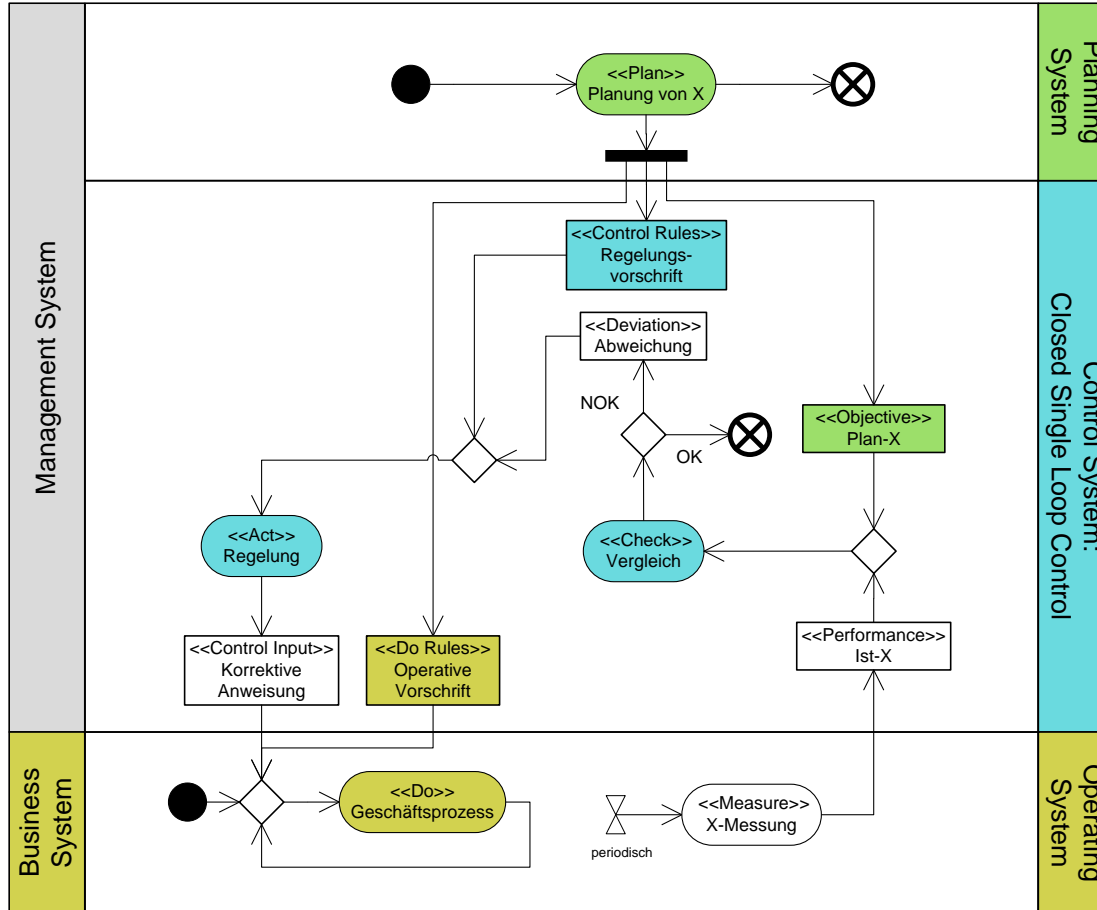 Management System
Business
System
Planning
System
Control System:
Closed Single Loop Control
Operating
System
<<Plan>>
Planung von X
<<Control Rules>>
Regelungs-
vorschrift
<<Deviation>>
Abweichung
NOK
OK
<<Objective>>
Plan-X
<<Act>>
Regelung
<<Check>>
Vergleich
<<Control Input>>
Korrektive
Anweisung
<<Do Rules>>
Operative
Vorschrift
<<Performance>>
Ist-X
<<Do>>
Geschäftsprozess
periodisch
<<Measure>>
X-Messung